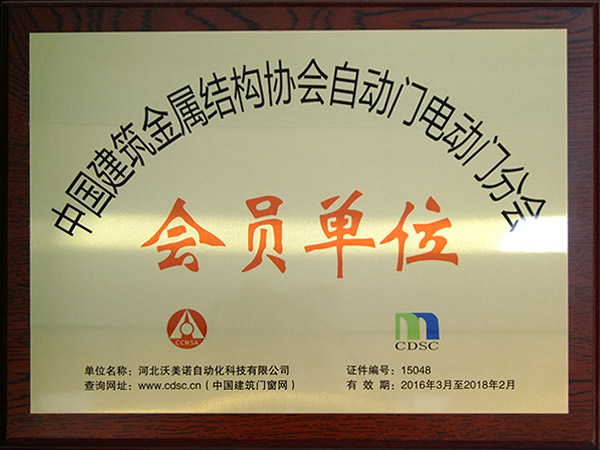 中国建筑金属结构协会自动门电动门分会
会员单位
CCMSA
CDSC
单位名称：河北沃美诺自动化科技有限公司
查询网址：www.cdsc.cn（中国建筑门窗网）
证件编号：15048
有 效 期：2016年3月至2018年2月